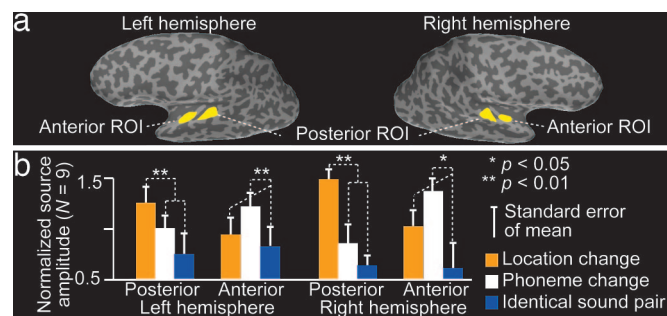 a
Left hemisphere
Right hemisphere
Anterior ROI
Posterior ROI
Anterior ROI
b
Normalized source
amplitude (N = 9)
1.5
0.5
**
**
**
*
* p < 0.05
** p < 0.01
Standard error
of mean
Location change
Phoneme change
Identical sound pair
Posterior
Anterior
Posterior
Anterior
Left hemisphere
Right hemisphere